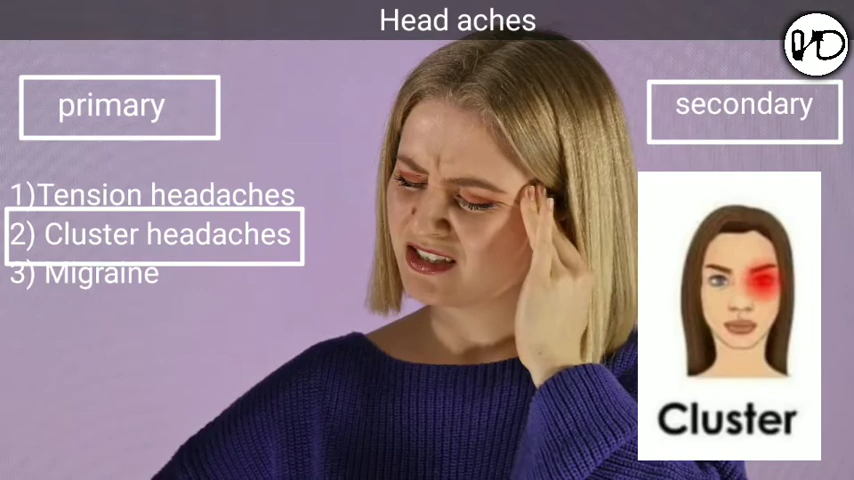 Head aches
primary
secondary
1)Tension headaches
2) Cluster headaches
3) Migraine
Cluster